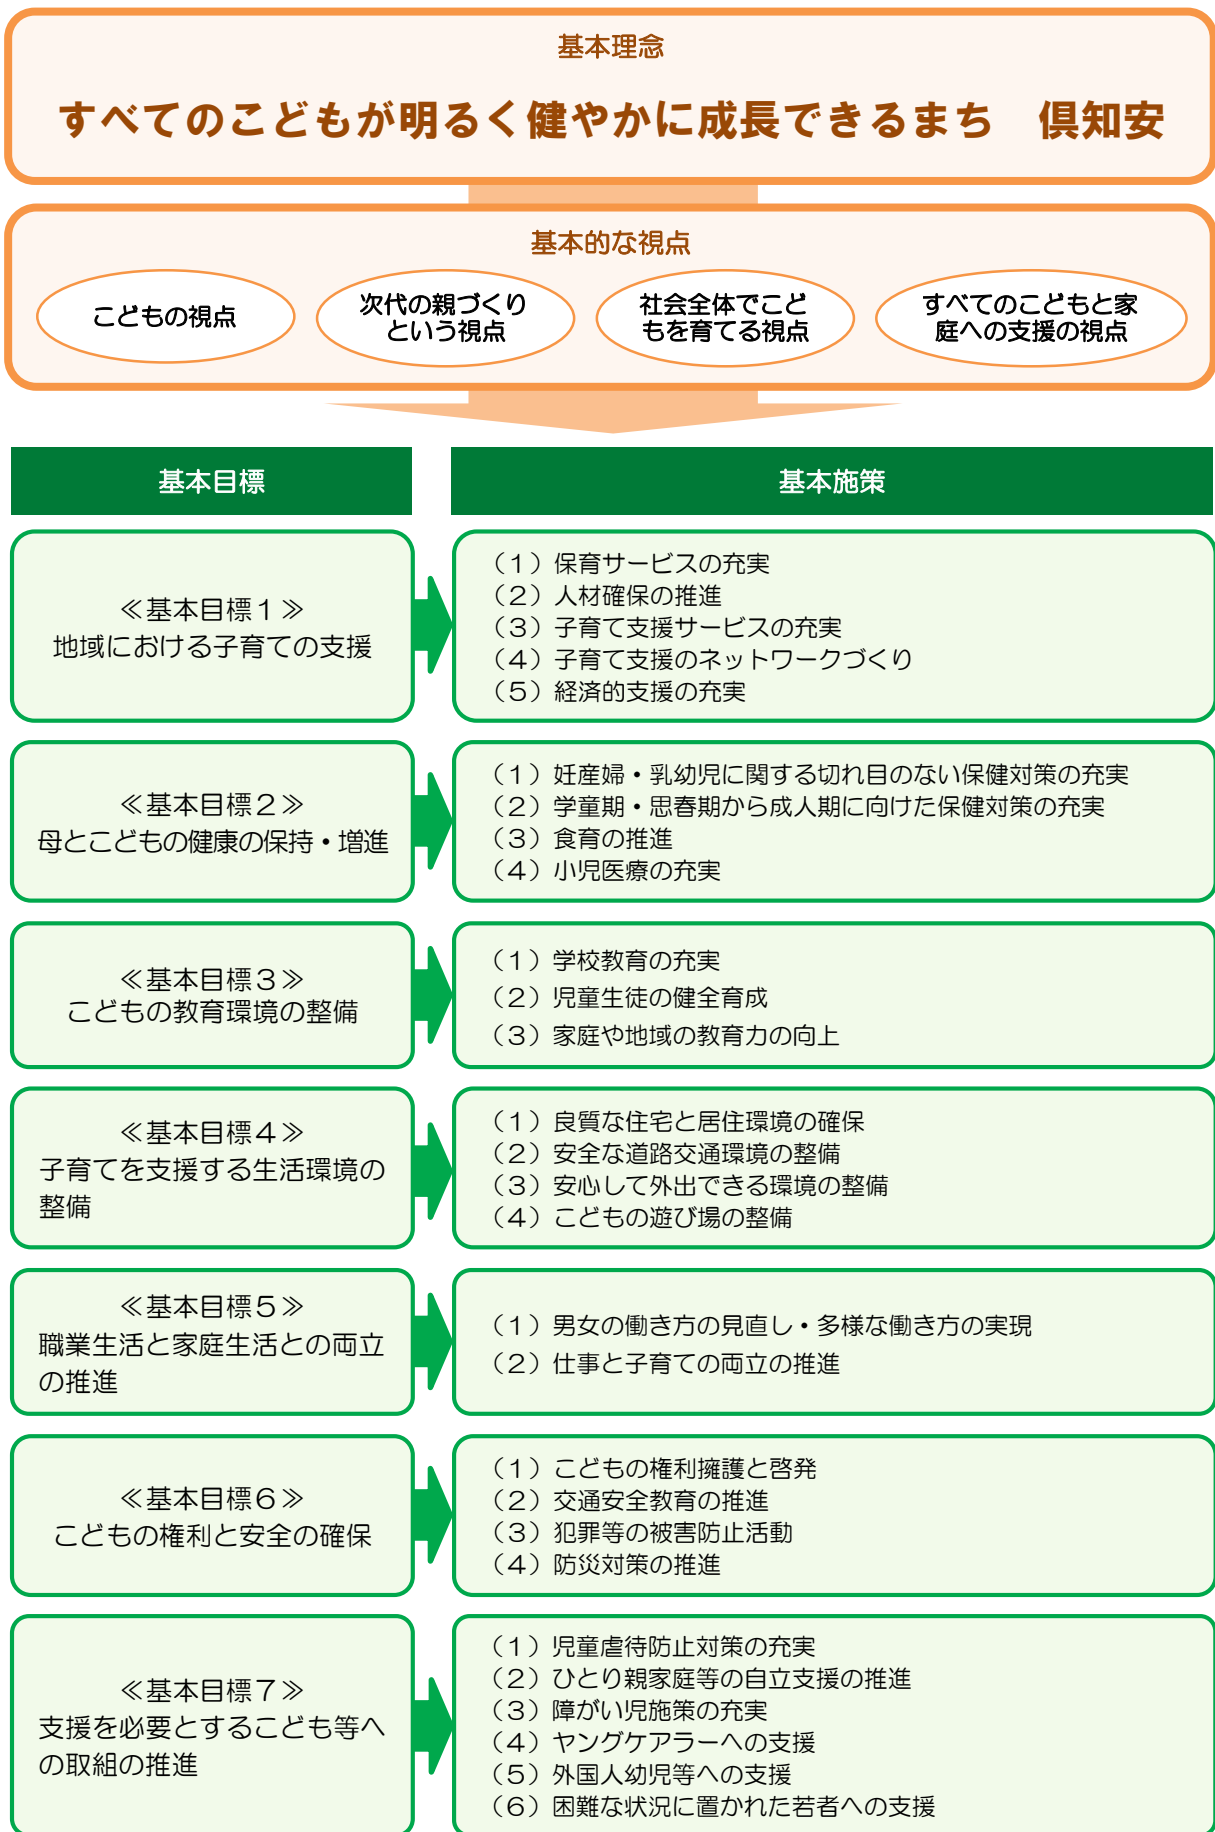 基本理念
すべてのこどもが明るく健やかに成長できるまち　倶知安
基本的な視点
こどもの視点
次代の親づくり
という視点
社会全体でこど
もを育てる視点
すべてのこどもと家
庭への支援の視点
基本目標
基本施策
≪基本目標１≫
地域における子育ての支援
（１）保育サービスの充実
（２）人材確保の推進
（３）子育て支援サービスの充実
（４）子育て支援のネットワークづくり
（５）経済的支援の充実
≪基本目標２≫
母とこどもの健康の保持・増進
（１）妊産婦・乳幼児に関する切れ目のない保健対策の充実
（２）学童期・思春期から成人期に向けた保健対策の充実
（３）食育の推進
（４）小児医療の充実
≪基本目標３≫
こどもの教育環境の整備
（１）学校教育の充実
（２）児童生徒の健全育成
（３）家庭や地域の教育力の向上
≪基本目標４≫
子育てを支援する生活環境の
整備
（１）良質な住宅と居住環境の確保
（２）安全な道路交通環境の整備
（３）安心して外出できる環境の整備
（４）こどもの遊び場の整備
≪基本目標５≫
職業生活と家庭生活との両立
の推進
（１）男女の働き方の見直し・多様な働き方の実現
（２）仕事と子育ての両立の推進
≪基本目標６≫
こどもの権利と安全の確保
（１）こどもの権利擁護と啓発
（２）交通安全教育の推進
（３）犯罪等の被害防止活動
（４）防災対策の推進
≪基本目標７≫
支援を必要とするこども等へ
の取組の推進
（１）児童虐待防止対策の充実
（２）ひとり親家庭等の自立支援の推進
（３）障がい児施策の充実
（４）ヤングケアラーへの支援
（５）外国人幼児等への支援
（６）困難な状況に置かれた若者への支援